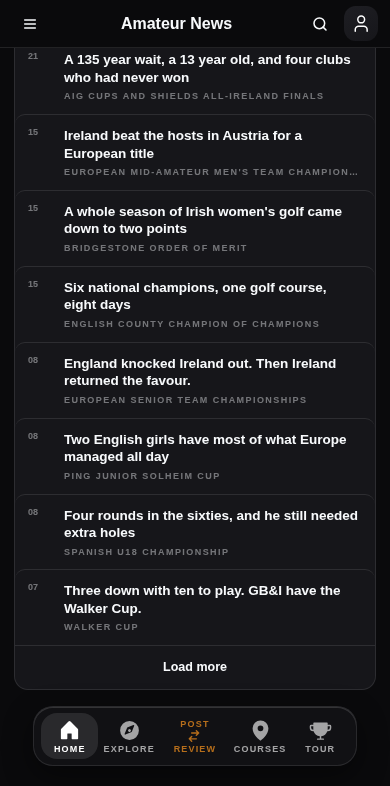 Amateur News
21
A 135 year wait, a 13 year old, and four clubs
who had never won
AIG CUPS AND SHIELDS ALL-IRELAND FINALS
15
Ireland beat the hosts in Austria for a
European title
EUROPEAN MID-AMATEUR MEN'S TEAM CHAMPION...
15
A whole season of Irish women's golf came
down to two points
BRIDGESTONE ORDER OF MERIT
15
Six national champions, one golf course,
eight days
ENGLISH COUNTY CHAMPION OF CHAMPIONS
08
England knocked Ireland out. Then Ireland
returned the favour.
EUROPEAN SENIOR TEAM CHAMPIONSHIPS
08
Two English girls have most of what Europe
managed all day
PING JUNIOR SOLHEIM CUP
08
Four rounds in the sixties, and he still needed
extra holes
SPANISH U18 CHAMPIONSHIP
07
Three down with ten to play. GB&I have the
Walker Cup.
WALKER CUP
Load more
HOME
EXPLORE
POST
REVIEW
COURSES
TOUR